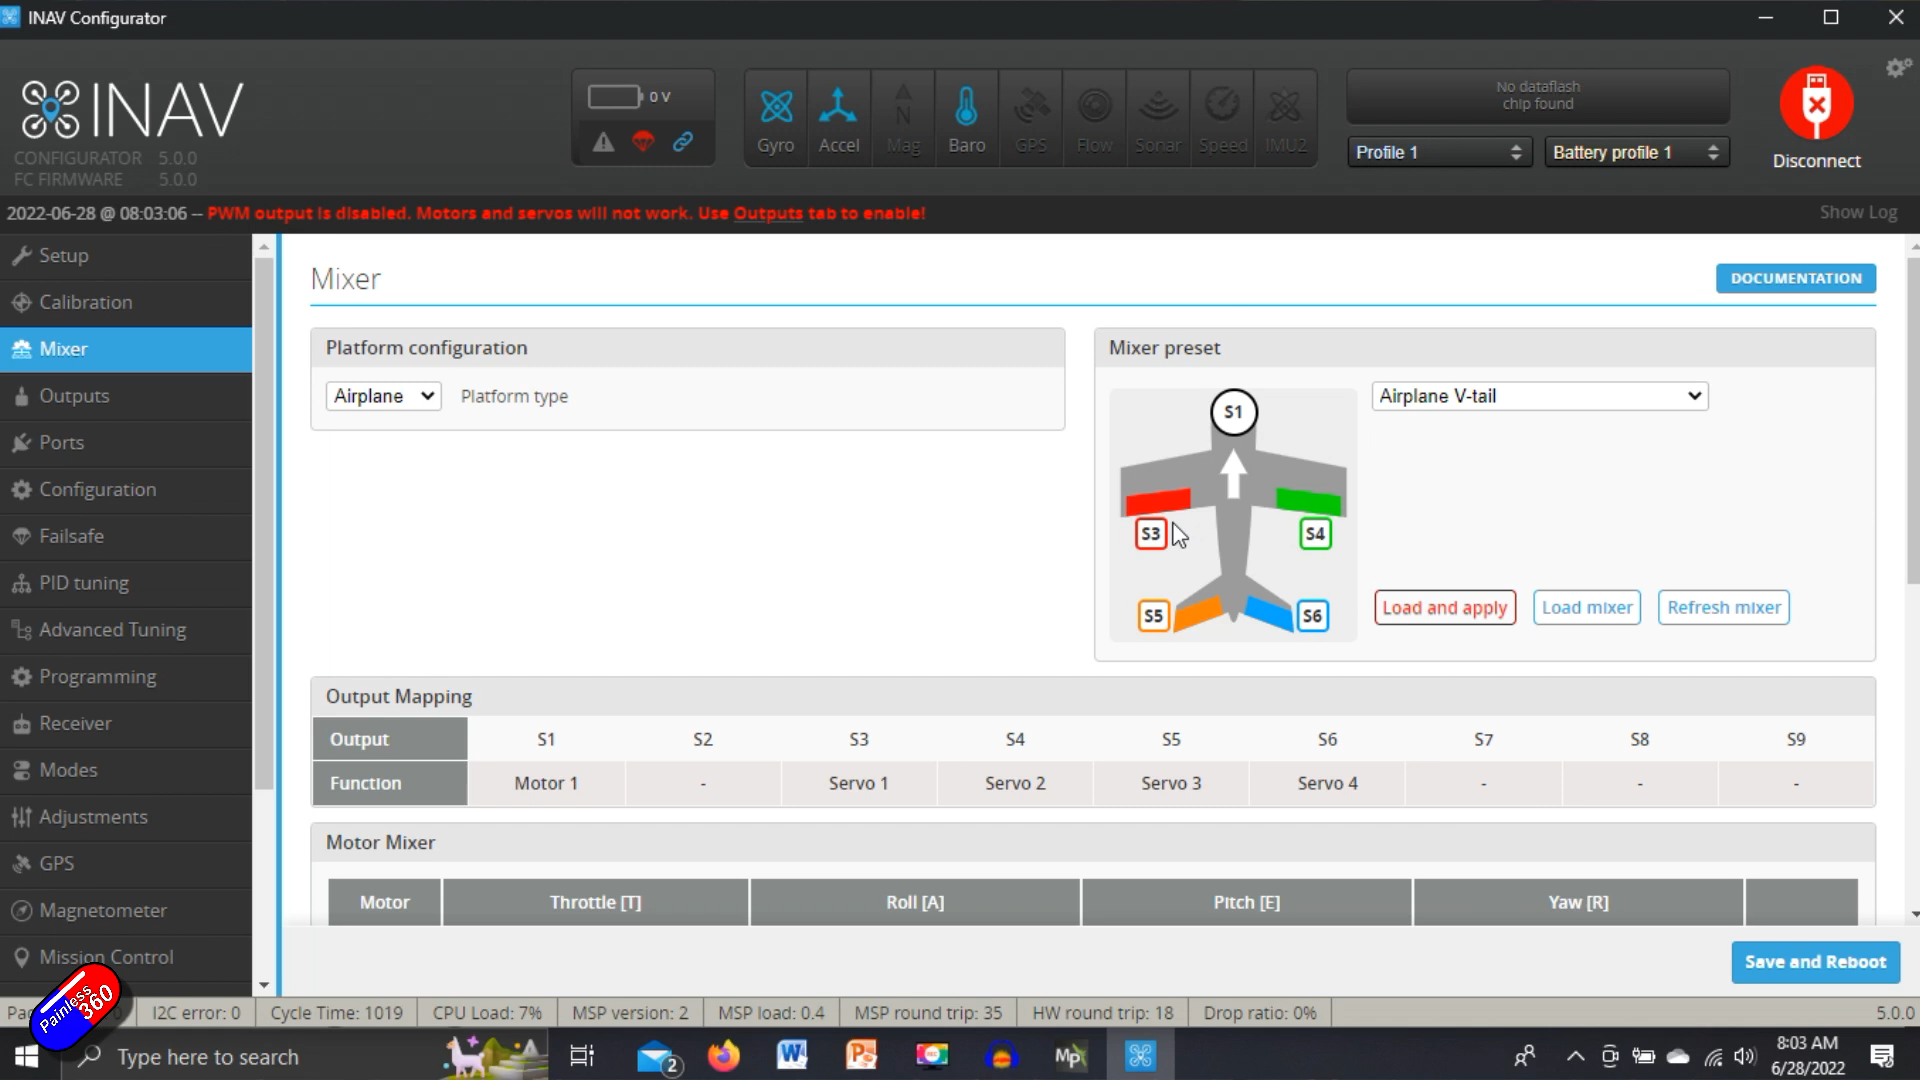 INAV Configurator
INAV
CONFIGURATOR 5.0.0
FC FIRMWARE 5.0.0
0 V
Gyro
Accel
Mag
Baro
GPS
Flow
Sonar
Speed
IMU2
No dataflash
chip found
Profile 1
Battery profile 1
Disconnect
2022-06-28 @ 08:03:06 -- PWM output is disabled. Motors and servos will not work. Use Outputs tab to enable!
Show Log
Setup
Calibration
Mixer
Outputs
Ports
Configuration
Failsafe
PID tuning
Advanced Tuning
Programming
Receiver
Modes
Adjustments
GPS
Magnetometer
Mission Control
Mixer
DOCUMENTATION
Platform configuration
Airplane
Platform type
Mixer preset
Airplane V-tail
S1
S3
S4
S5
S6
Load and apply
Load mixer
Refresh mixer
Output Mapping
Output S1 S2 S3 S4 S5 S6 S7 S8 S9
Function Motor 1 - Servo 1 Servo 2 Servo 3 Servo 4 - - -
Motor Mixer
Motor Throttle [T] Roll [A] Pitch [E] Yaw [R]
Save and Reboot
Painless360
I2C error: 0
Cycle Time: 1019
CPU Load: 7%
MSP version: 2
MSP load: 0.4
MSP round trip: 35
HW round trip: 18
Drop ratio: 0%
5.0.0
Type here to search
2
Mp
8:03 AM
6/28/2022